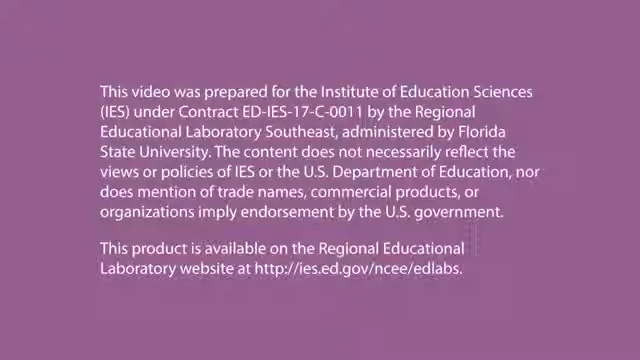 This video was prepared for the Institute of Education Sciences
(IES) under Contract ED-IES-17-C-0011 by the Regional
Educational Laboratory Southeast, administered by Florida
State University. The content does not necessarily reflect the
views or policies of IES or the U.S. Department of Education, nor
does mention of trade names, commercial products, or
organizations imply endorsement by the U.S. government.
This product is available on the Regional Educational
Laboratory website at http://ies.ed.gov/ncee/edlabs.